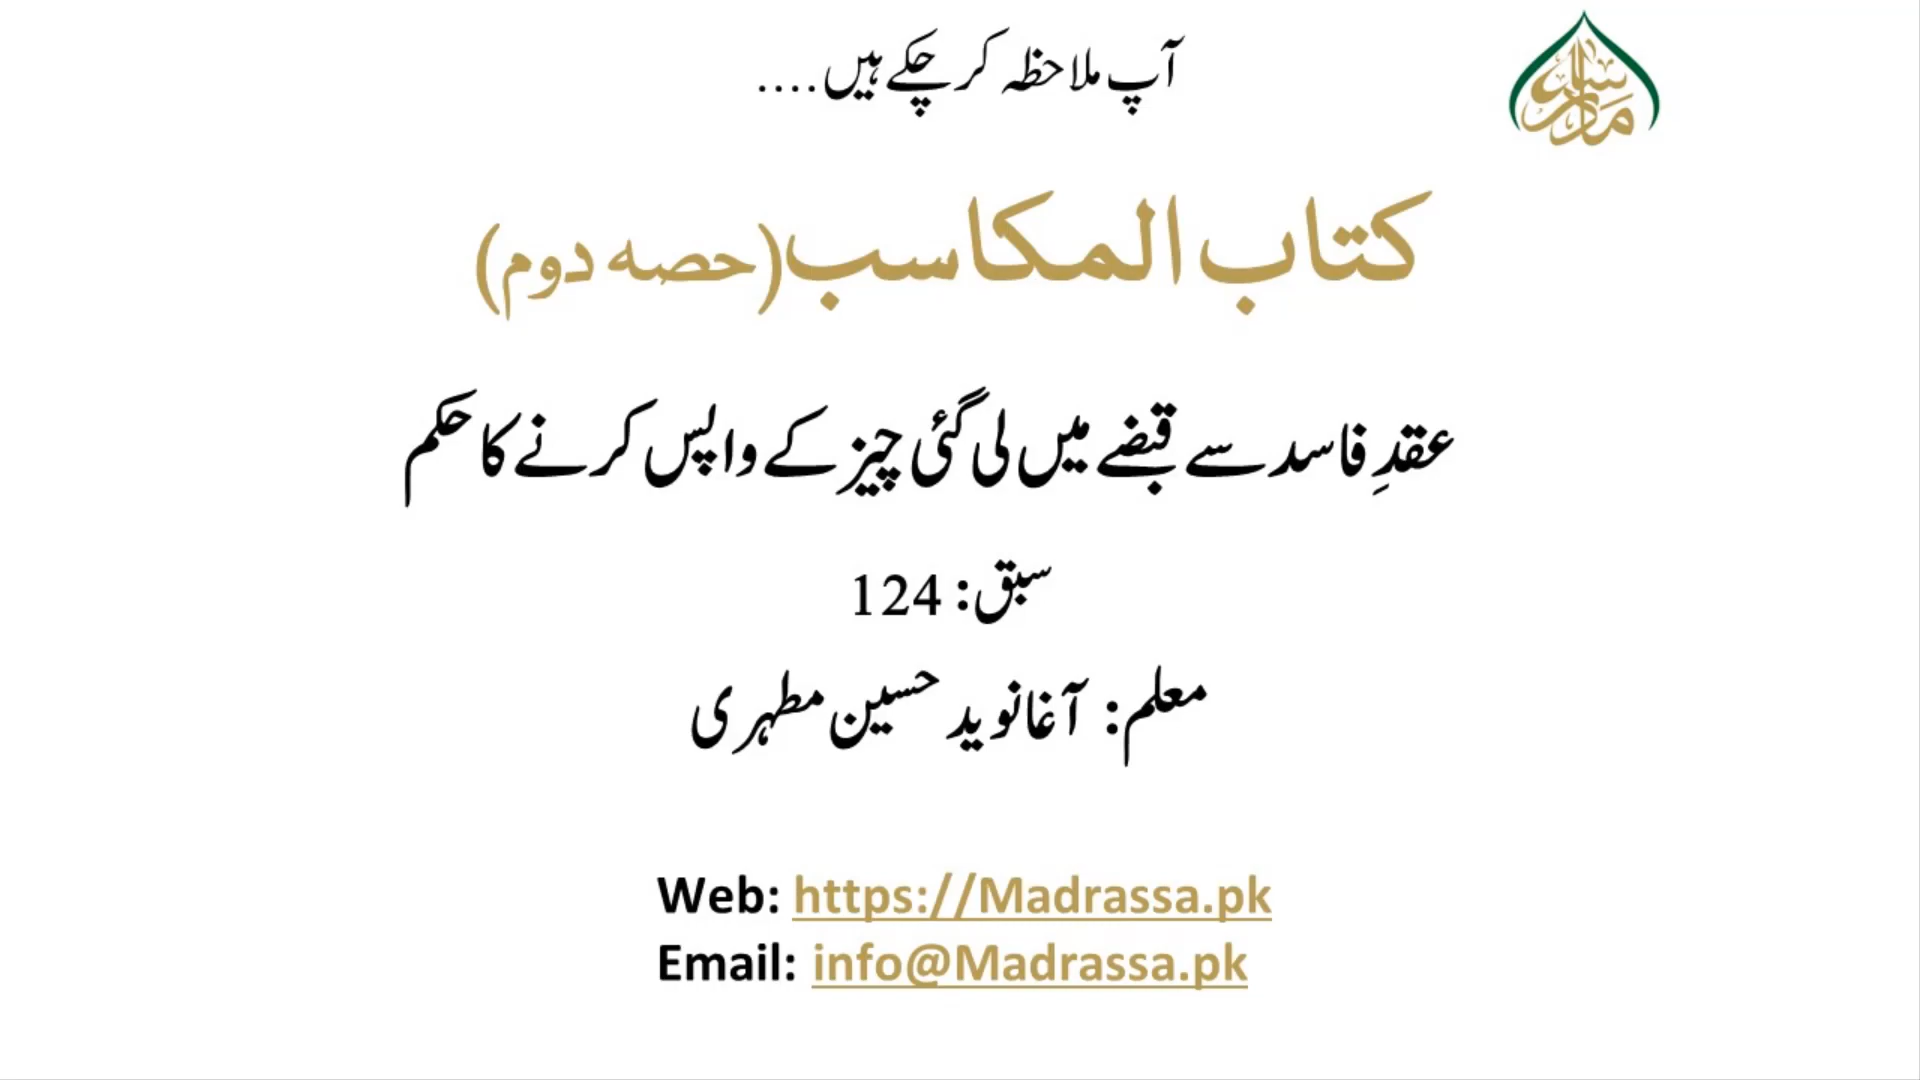 آپ ملاحظہ کر چکے ہیں....
مدرسہ
کتاب المکاسب(حصہ دوم)
عقدِ فاسد سے قبضے میں لی گئی چیز کے واپس کرنے کا حکم
سبق: 124
معلم: آغا نوید حسین مطہری
Web: https://Madrassa.pk
Email: info@Madrassa.pk